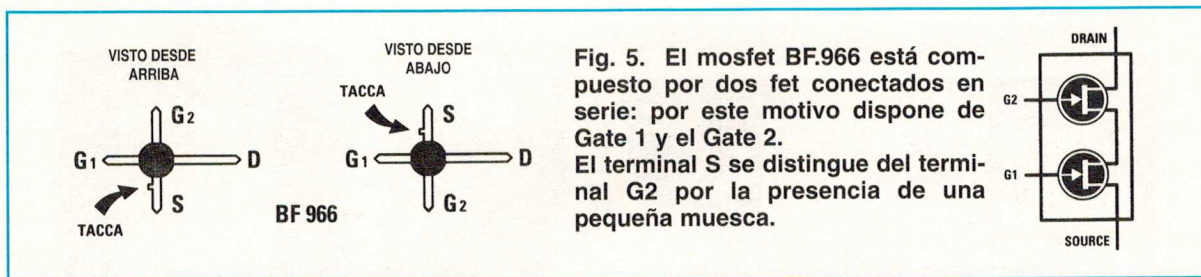 VISTO DESDE
ARRIBA
G2
G1
D
S
TACCA
BF 966
VISTO DESDE
ABAJO
TACCA
S
G1
D
G2
Fig. 5. El mosfet BF.966 está com-
puesto por dos fet conectados en
serie: por este motivo dispone de
Gate 1 y el Gate 2.
El terminal S se distingue del termi-
nal G2 por la presencia de una
pequeña muesca.
DRAIN
G2
G1
SOURCE